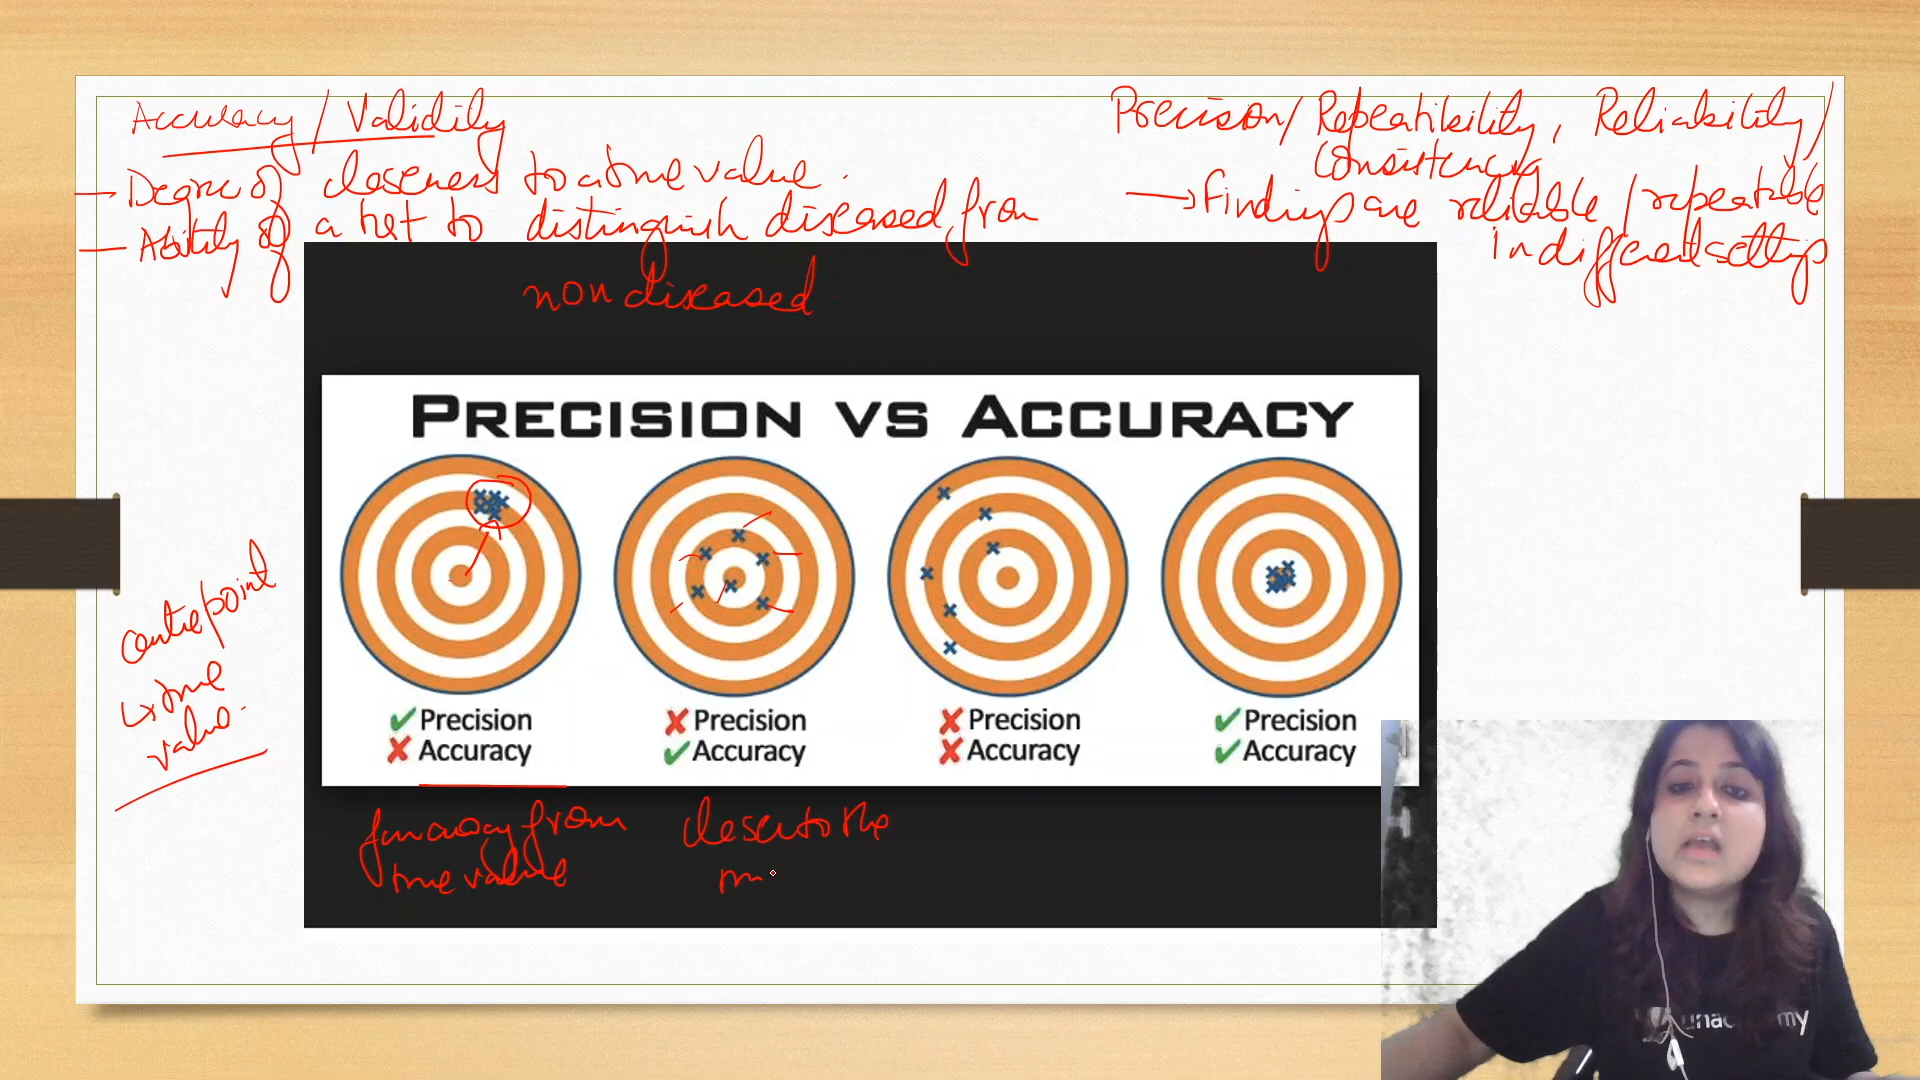 Accuracy / Validity
→ Degree of closeness to a true value.
→ Ability of a test to distinguish diseased from
non diseased
Precision / Repeatibility, Reliability /
Consistency
→ Findings are reliable / repeatable
in different settings
PRECISION VS ACCURACY
✔ Precision
✘ Accuracy
✘ Precision
✔ Accuracy
✘ Precision
✘ Accuracy
✔ Precision
✔ Accuracy
centre point
↳ true
value.
far away from
true value
closer to the
unacademy